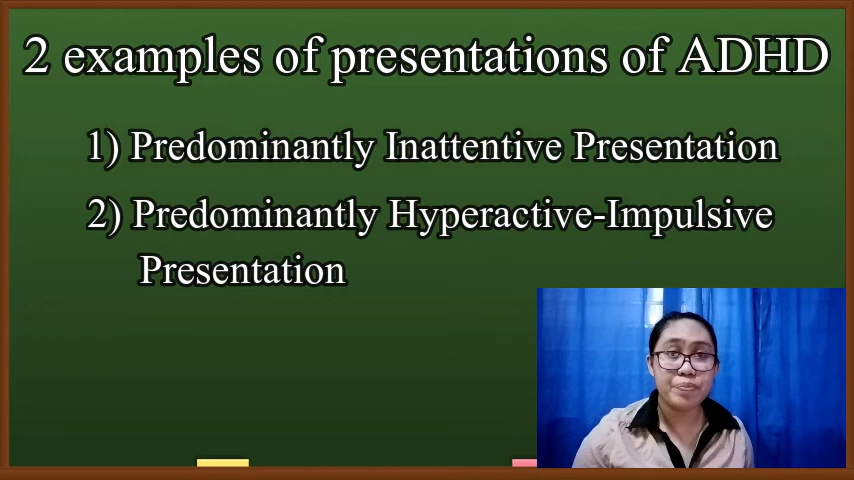 2 examples of presentations of ADHD
1) Predominantly Inattentive Presentation
2) Predominantly Hyperactive-Impulsive
Presentation